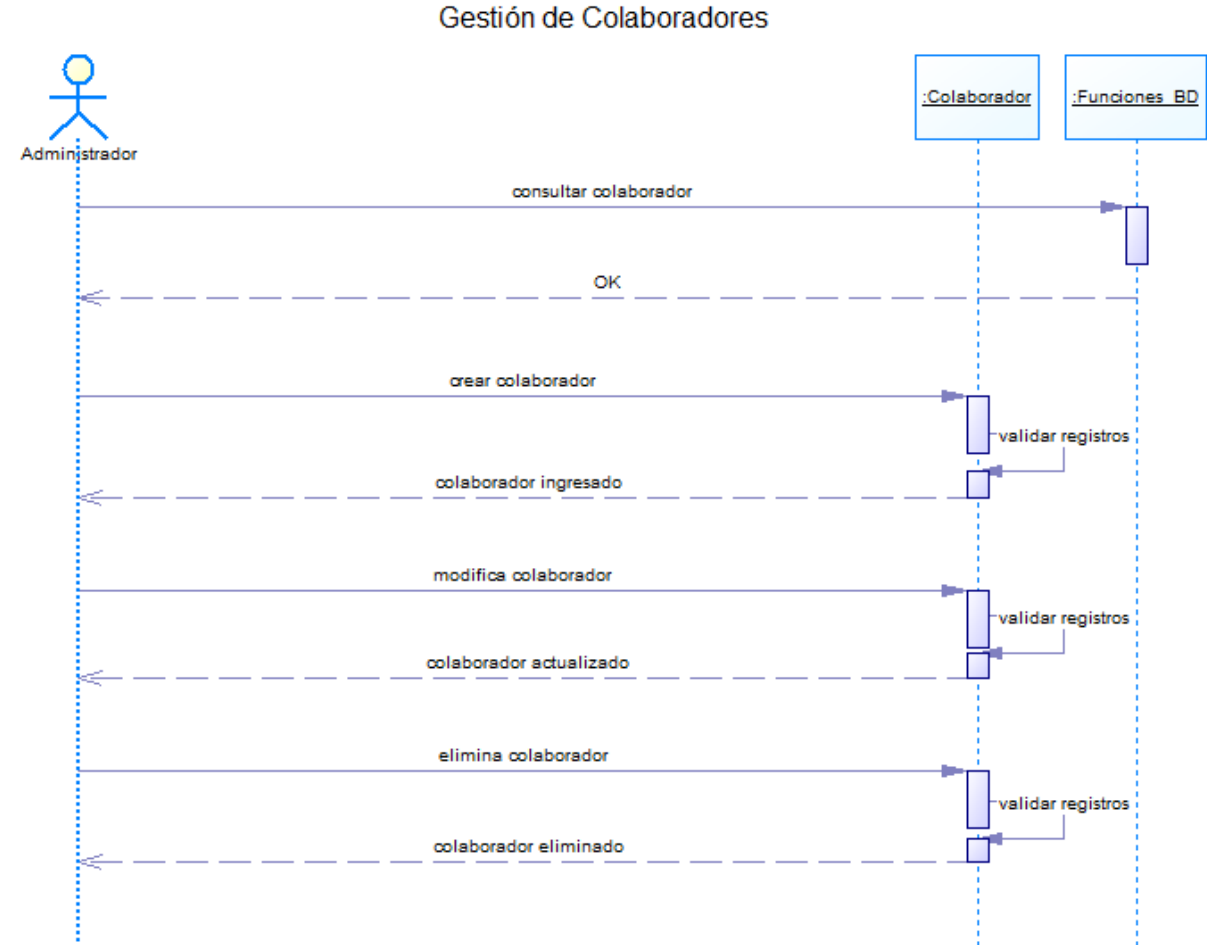 Gestión de Colaboradores
Administrador
:Colaborador
:Funciones_BD
consultar colaborador
OK
crear colaborador
validar registros
colaborador ingresado
modifica colaborador
validar registros
colaborador actualizado
elimina colaborador
validar registros
colaborador eliminado